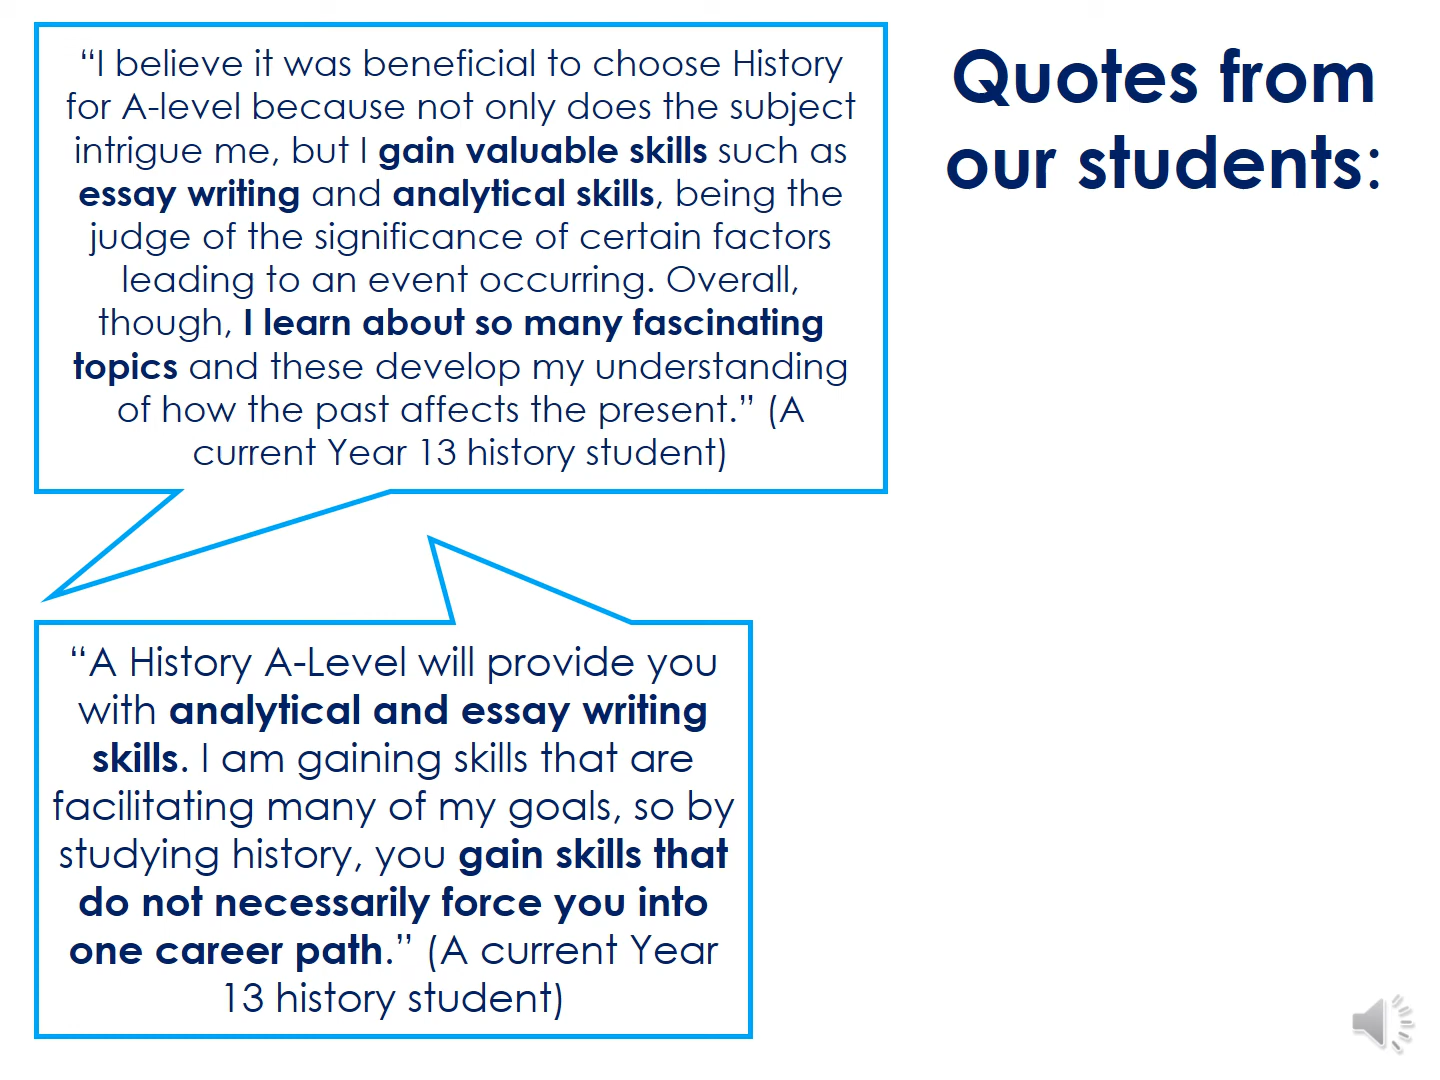 “I believe it was beneficial to choose History
for A-level because not only does the subject
intrigue me, but I gain valuable skills such as
essay writing and analytical skills, being the
judge of the significance of certain factors
leading to an event occurring. Overall,
though, I learn about so many fascinating
topics and these develop my understanding
of how the past affects the present.” (A
current Year 13 history student)
Quotes from
our students:
“A History A-Level will provide you
with analytical and essay writing
skills. I am gaining skills that are
facilitating many of my goals, so by
studying history, you gain skills that
do not necessarily force you into
one career path.” (A current Year
13 history student)